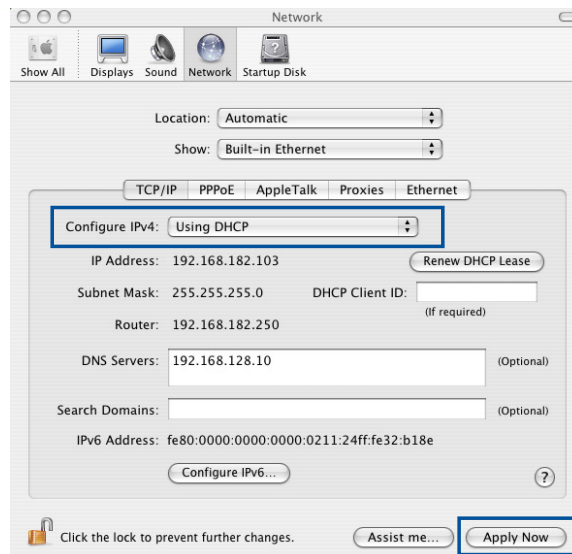 Network
Show All Displays Sound Network Startup Disk
Location: Automatic
Show: Built-in Ethernet
TCP/IP PPPoE AppleTalk Proxies Ethernet
Configure IPv4: Using DHCP
IP Address: 192.168.182.103 Renew DHCP Lease
Subnet Mask: 255.255.255.0 DHCP Client ID:
(If required)
Router: 192.168.182.250
DNS Servers: 192.168.128.10 (Optional)
Search Domains: (Optional)
IPv6 Address: fe80:0000:0000:0000:0211:24ff:fe32:b18e
Configure IPv6... ?
Click the lock to prevent further changes. Assist me... Apply Now